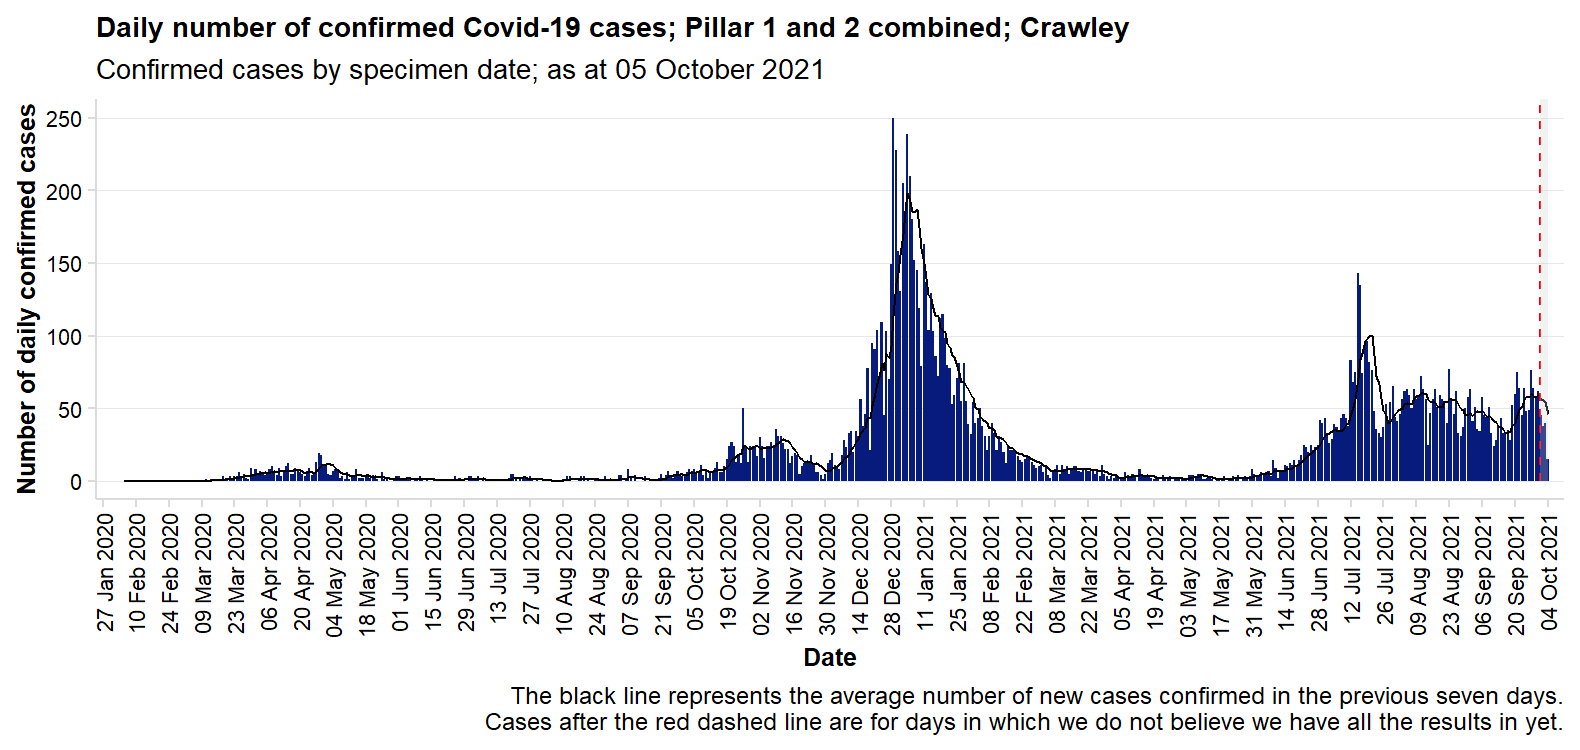 Daily number of confirmed Covid-19 cases; Pillar 1 and 2 combined; Crawley
Confirmed cases by specimen date; as at 05 October 2021
Number of daily confirmed cases
250
200
150
100
50
0
27 Jan 2020
10 Feb 2020
24 Feb 2020
09 Mar 2020
23 Mar 2020
06 Apr 2020
20 Apr 2020
04 May 2020
18 May 2020
01 Jun 2020
15 Jun 2020
29 Jun 2020
13 Jul 2020
27 Jul 2020
10 Aug 2020
24 Aug 2020
07 Sep 2020
21 Sep 2020
05 Oct 2020
19 Oct 2020
02 Nov 2020
16 Nov 2020
30 Nov 2020
14 Dec 2020
28 Dec 2020
11 Jan 2021
25 Jan 2021
08 Feb 2021
22 Feb 2021
08 Mar 2021
22 Mar 2021
05 Apr 2021
19 Apr 2021
03 May 2021
17 May 2021
31 May 2021
14 Jun 2021
28 Jun 2021
12 Jul 2021
26 Jul 2021
09 Aug 2021
23 Aug 2021
06 Sep 2021
20 Sep 2021
04 Oct 2021
Date
The black line represents the average number of new cases confirmed in the previous seven days.
Cases after the red dashed line are for days in which we do not believe we have all the results in yet.